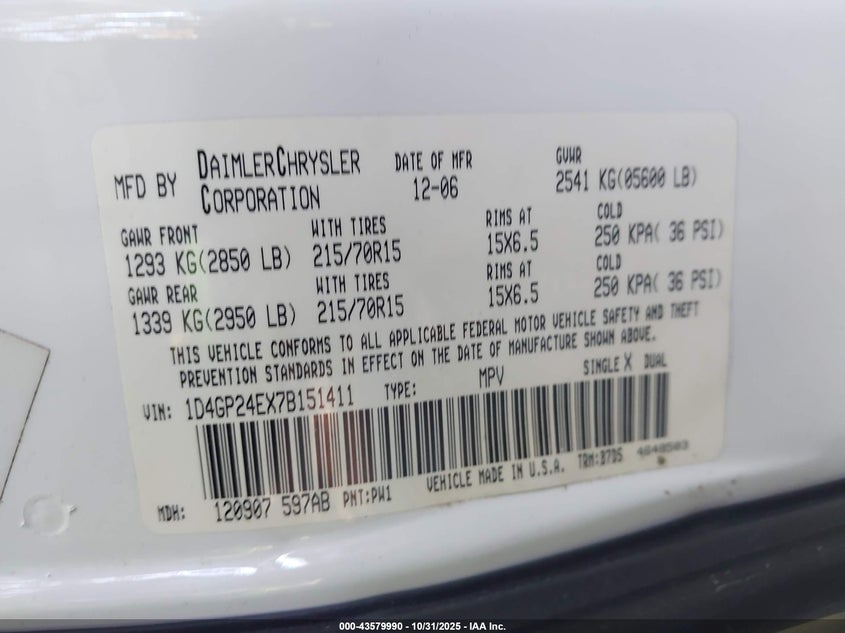 MFD BY DAIMLERCHRYSLER CORPORATION DATE OF MFR 12-06 GVWR 2541 KG(05600 LB)
GAWR FRONT WITH TIRES RIMS AT COLD
1293 KG(2850 LB) 215/70R15 15X6.5 250 KPA( 36 PSI)
GAWR REAR WITH TIRES RIMS AT COLD
1339 KG(2950 LB) 215/70R15 15X6.5 250 KPA( 36 PSI)
THIS VEHICLE CONFORMS TO ALL APPLICABLE FEDERAL MOTOR VEHICLE SAFETY AND THEFT
PREVENTION STANDARDS IN EFFECT ON THE DATE OF MANUFACTURE SHOWN ABOVE.
VIN: 1D4GP24EX7B151411 TYPE: MPV SINGLE X DUAL
MDH: 120907 597AB PNT:PW1 VEHICLE MADE IN U.S.A. TRM:B7D5 4648503
000-43579990 - 10/31/2025 - IAA Inc.